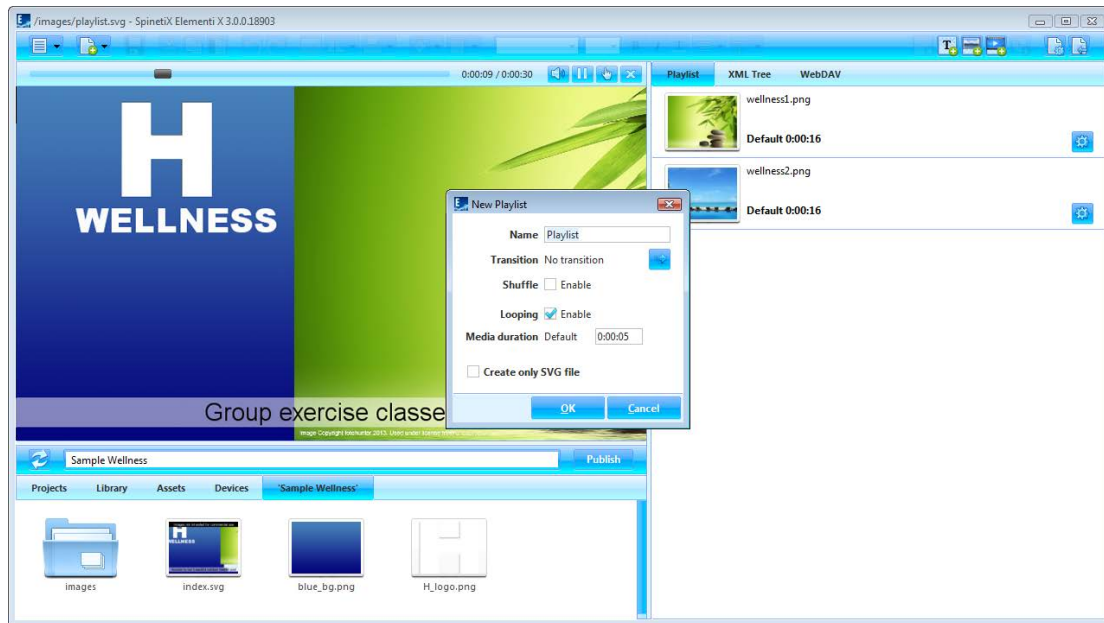 /images/playlist.svg - SpinetiX Elementi X 3.0.0.18903
0:00:09 / 0:00:30
Playlist XML Tree WebDAV
wellness1.png
Default 0:00:16
wellness2.png
Default 0:00:16
H
WELLNESS
Group exercise classe
New Playlist
Name Playlist
Transition No transition
Shuffle Enable
Looping Enable
Media duration Default 0:00:05
Create only SVG file
OK Cancel
Sample Wellness Publish
Projects Library Assets Devices 'Sample Wellness'
H
WELLNESS
H
images index.svg blue_bg.png H_logo.png